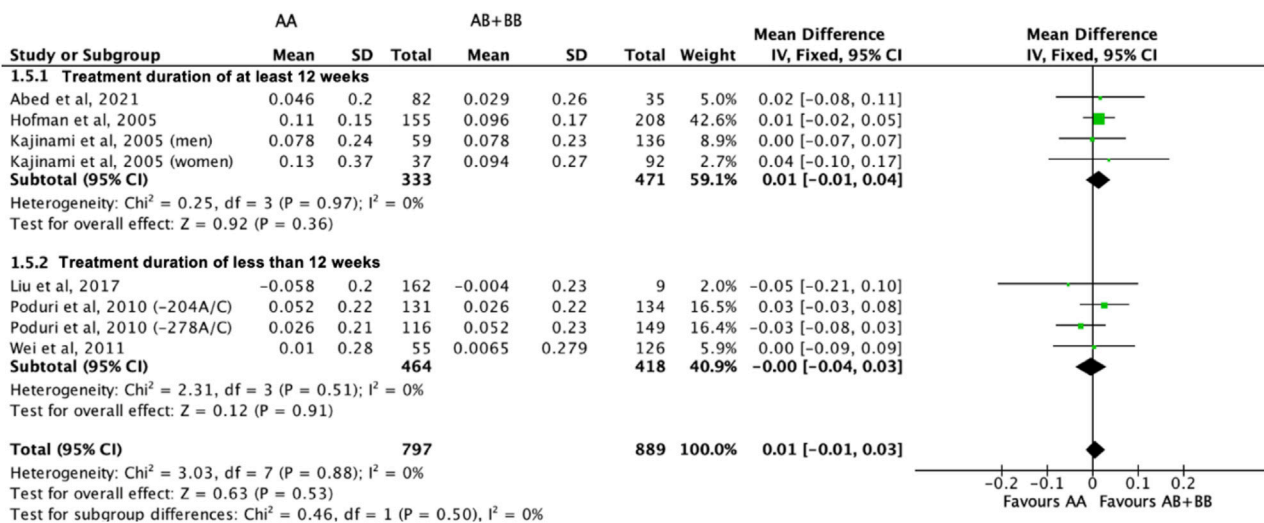 AA AB+BB Mean Difference Mean Difference
Study or Subgroup Mean SD Total Mean SD Total Weight IV, Fixed, 95% CI IV, Fixed, 95% CI
1.5.1 Treatment duration of at least 12 weeks
Abed et al, 2021 0.046 0.2 82 0.029 0.26 35 5.0% 0.02 [-0.08, 0.11]
Hofman et al, 2005 0.11 0.15 155 0.096 0.17 208 42.6% 0.01 [-0.02, 0.05]
Kajinami et al, 2005 (men) 0.078 0.24 59 0.078 0.23 136 8.9% 0.00 [-0.07, 0.07]
Kajinami et al, 2005 (women) 0.13 0.37 37 0.094 0.27 92 2.7% 0.04 [-0.10, 0.17]
Subtotal (95% CI) 333 471 59.1% 0.01 [-0.01, 0.04]
Heterogeneity: Chi² = 0.25, df = 3 (P = 0.97); I² = 0%
Test for overall effect: Z = 0.92 (P = 0.36)
1.5.2 Treatment duration of less than 12 weeks
Liu et al, 2017 -0.058 0.2 162 -0.004 0.23 9 2.0% -0.05 [-0.21, 0.10]
Poduri et al, 2010 (-204A/C) 0.052 0.22 131 0.026 0.22 134 16.5% 0.03 [-0.03, 0.08]
Poduri et al, 2010 (-278A/C) 0.026 0.21 116 0.052 0.23 149 16.4% -0.03 [-0.08, 0.03]
Wei et al, 2011 0.01 0.28 55 0.0065 0.279 126 5.9% 0.00 [-0.09, 0.09]
Subtotal (95% CI) 464 418 40.9% -0.00 [-0.04, 0.03]
Heterogeneity: Chi² = 2.31, df = 3 (P = 0.51); I² = 0%
Test for overall effect: Z = 0.12 (P = 0.91)
Total (95% CI) 797 889 100.0% 0.01 [-0.01, 0.03]
Heterogeneity: Chi² = 3.03, df = 7 (P = 0.88); I² = 0%
Test for overall effect: Z = 0.63 (P = 0.53)
Test for subgroup differences: Chi² = 0.46, df = 1 (P = 0.50), I² = 0%
-0.2 -0.1 0 0.1 0.2
Favours AA Favours AB+BB